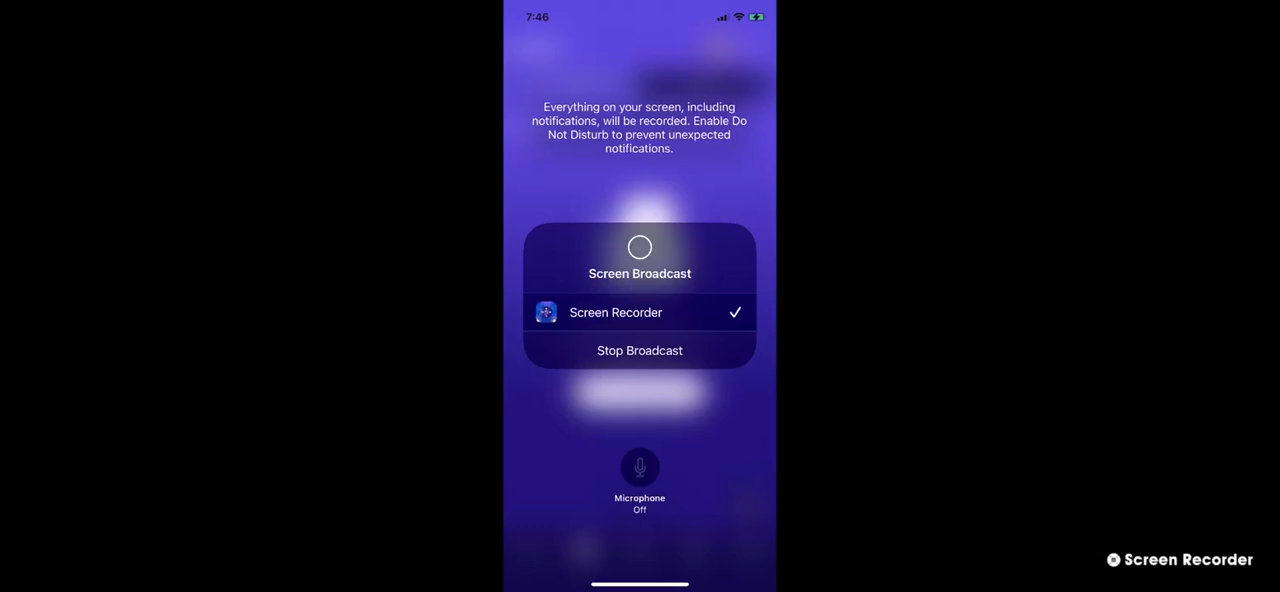 7:46
Everything on your screen, including
notifications, will be recorded. Enable Do
Not Disturb to prevent unexpected
notifications.
Screen Broadcast
Screen Recorder
Stop Broadcast
Microphone
Off
Screen Recorder